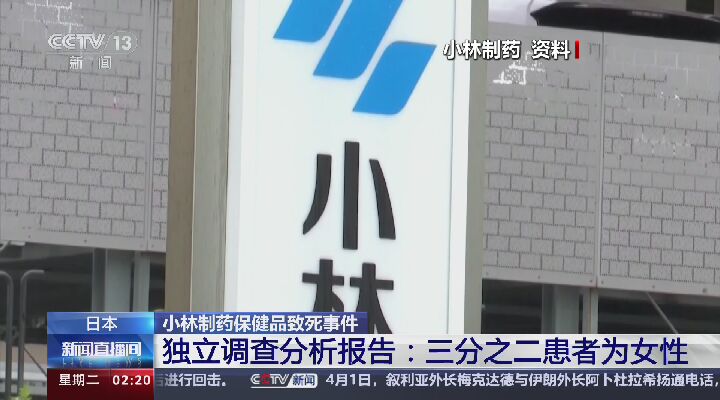 CCTV 13
新闻
小林制药 资料
小林
日本
小林制药保健品致死事件
新闻直播间
独立调查分析报告：三分之二患者为女性
星期二 02:20 后进行回击。 CCTV 新闻 4月1日，叙利亚外长梅克达德与伊朗外长阿卜杜拉希扬通电话，